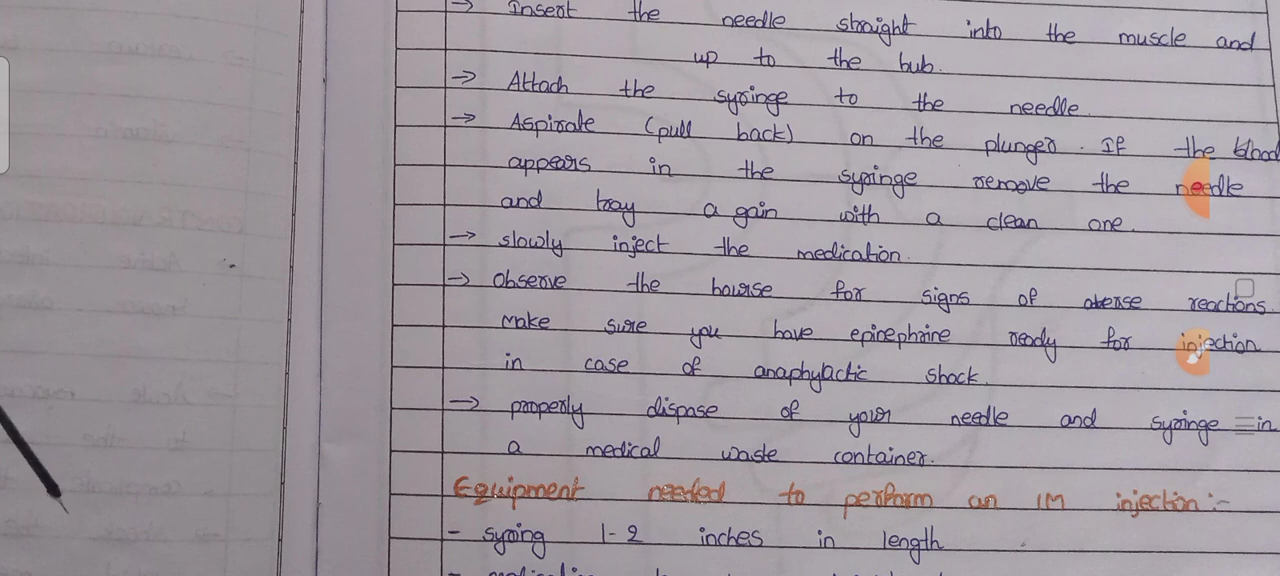 → Insert the needle straight into the muscle and
up to the hub.
→ Attach the syringe to the needle.
→ Aspirate (pull back) on the plunger. If the blood
appears in the syringe remove the needle
and tray a gain with a clean one.
→ slowly inject the medication.
→ Observe the hourse for signs of abense reactions.
Make sure you have epinephrine ready for injection
in case of anaphylactic shock.
→ properly dispose of your needle and syringe in
a medical waste container.
Equipment needed to perform an IM injection:-
- syring 1-2 inches in length